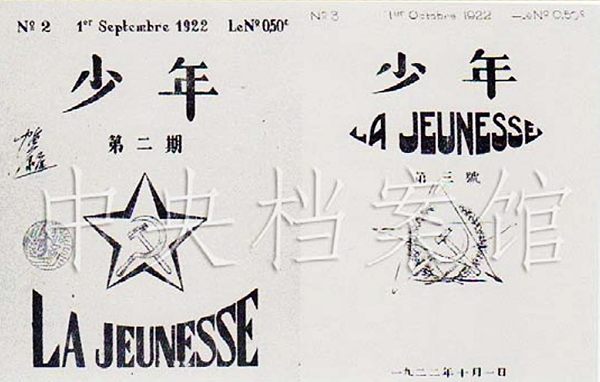 No 2 1er Septembre 1922 Le No 0,50c
少年
第二期
LA JEUNESSE
No 3 1er Octobre 1922 —Le No 0,50c
少年
LA JEUNESSE
第三號
一九二二年十月一日
中央档案馆